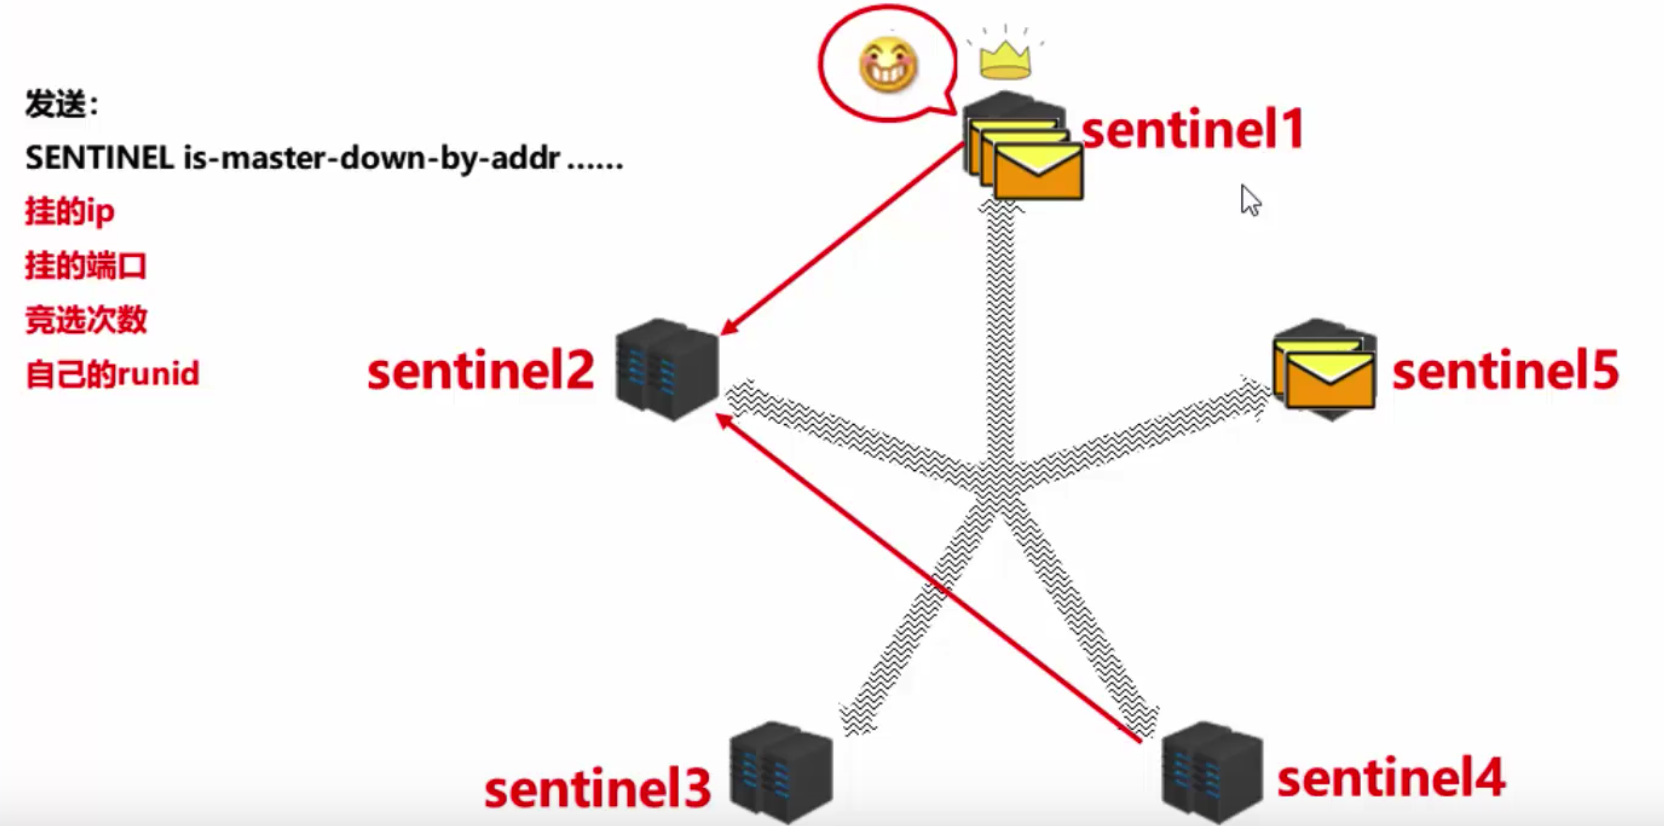 发送：
SENTINEL is-master-down-by-addr ......
挂的ip
挂的端口
竞选次数
自己的runid
sentinel1
sentinel2
sentinel5
sentinel3
sentinel4